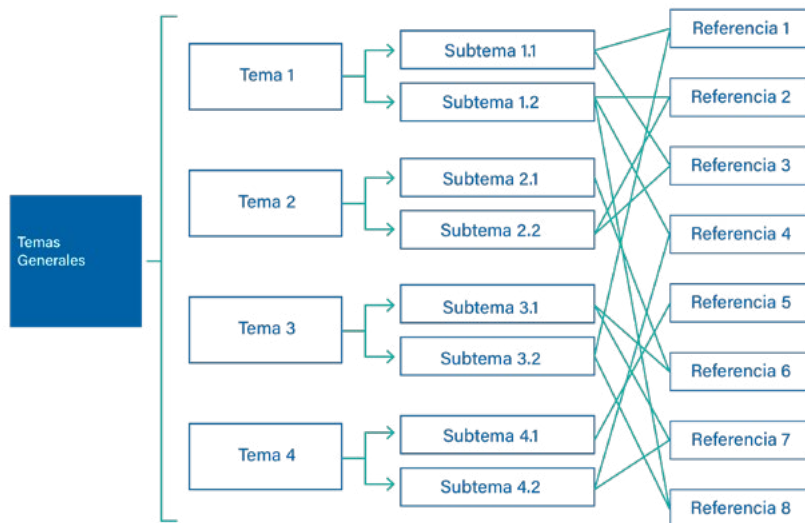 Temas
Generales
Tema 1
Subtema 1.1
Subtema 1.2
Tema 2
Subtema 2.1
Subtema 2.2
Tema 3
Subtema 3.1
Subtema 3.2
Tema 4
Subtema 4.1
Subtema 4.2
Referencia 1
Referencia 2
Referencia 3
Referencia 4
Referencia 5
Referencia 6
Referencia 7
Referencia 8